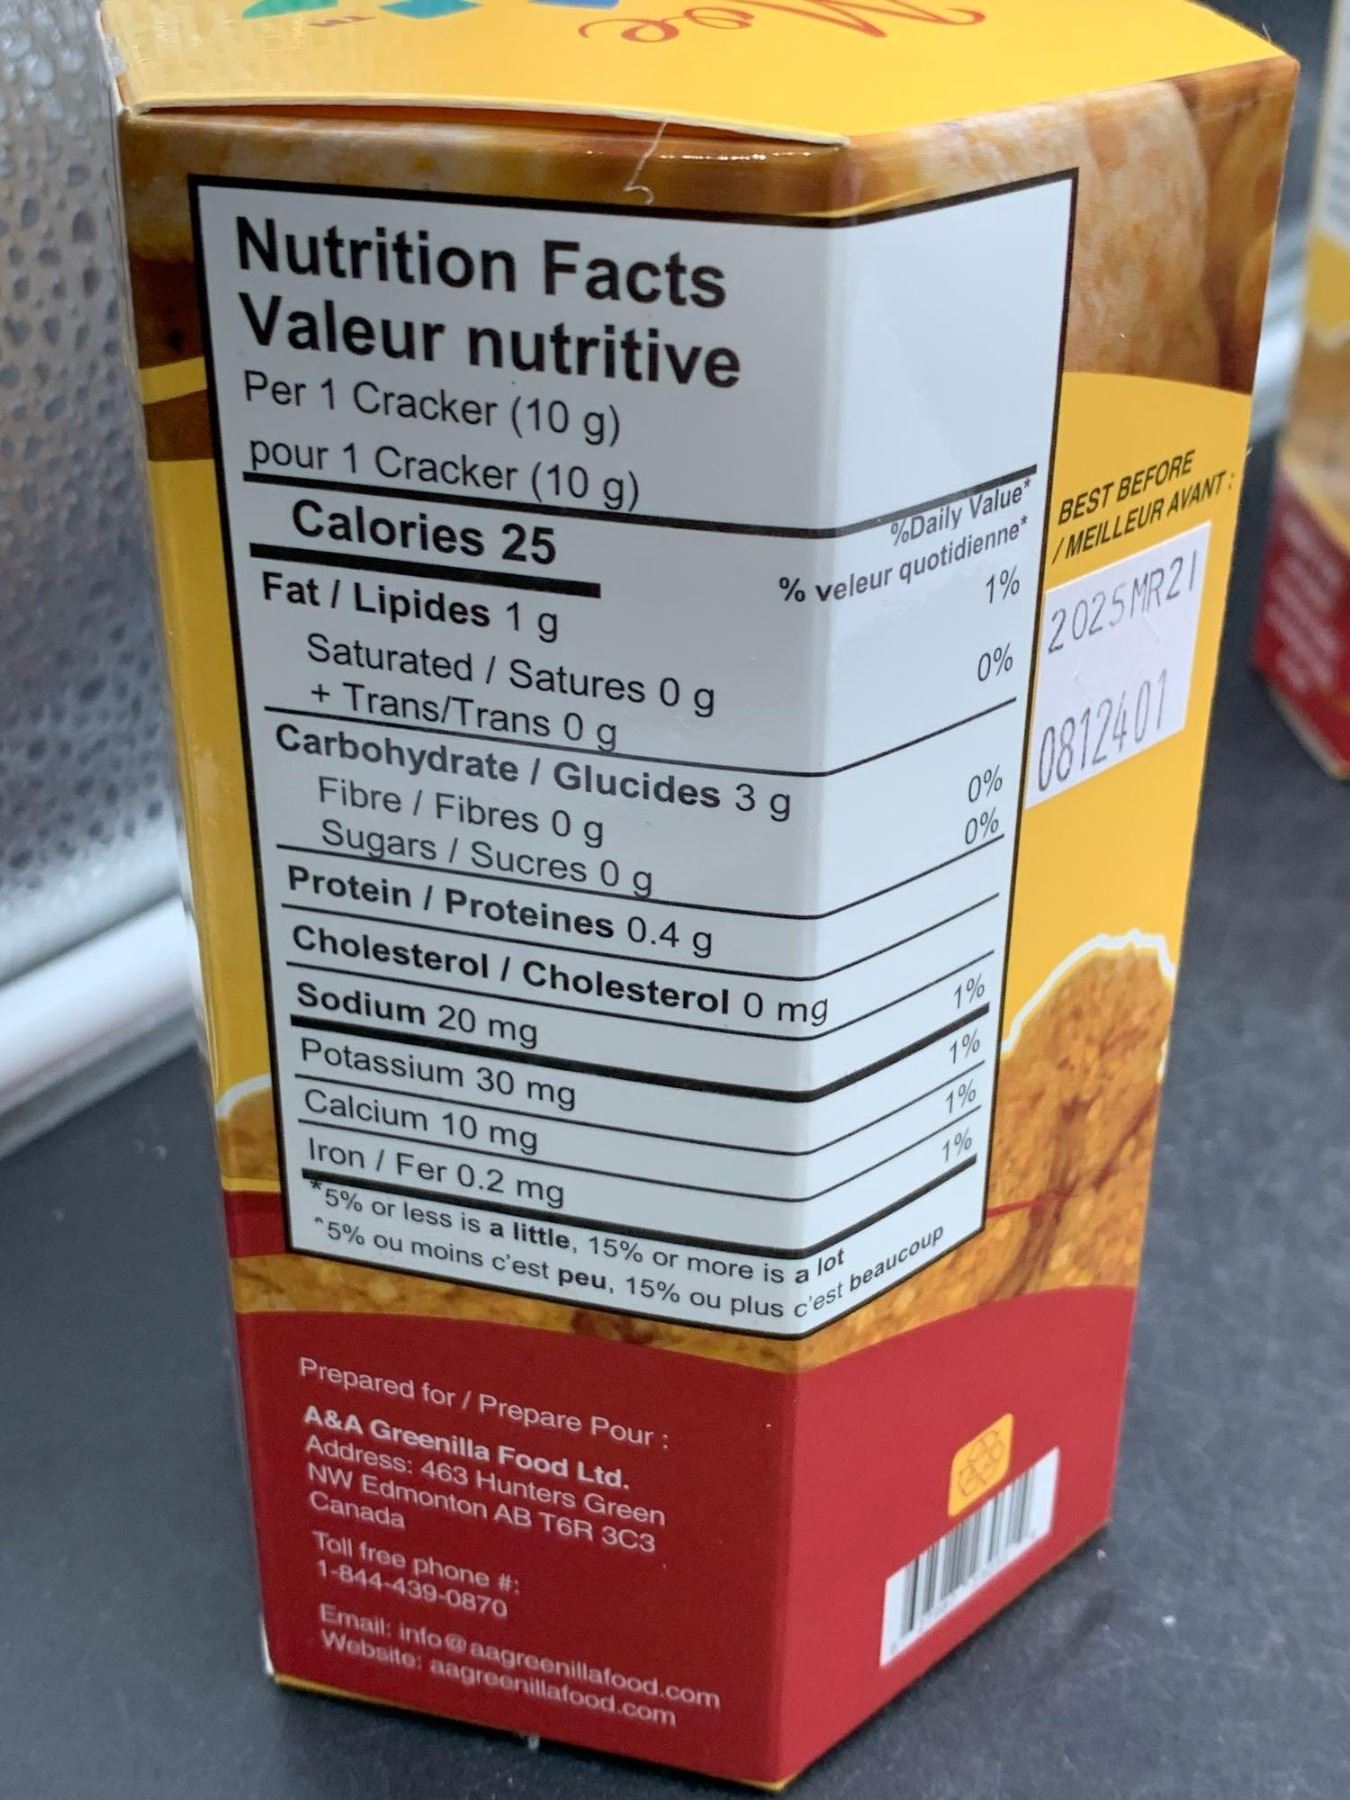 Moe
TM
Nutrition Facts
Valeur nutritive
Per 1 Cracker (10 g)
pour 1 Cracker (10 g)
%Daily Value*
Calories 25
% veleur quotidienne*
Fat / Lipides 1 g 1%
Saturated / Satures 0 g 0%
+ Trans/Trans 0 g
Carbohydrate / Glucides 3 g
Fibre / Fibres 0 g 0%
Sugars / Sucres 0 g 0%
Protein / Proteines 0.4 g
Cholesterol / Cholesterol 0 mg
Sodium 20 mg 1%
Potassium 30 mg 1%
Calcium 10 mg 1%
Iron / Fer 0.2 mg 1%
*5% or less is a little, 15% or more is a lot
*5% ou moins c'est peu, 15% ou plus c'est beaucoup
BEST BEFORE
/ MEILLEUR AVANT :
2025MR21
0812401
Prepared for / Prepare Pour :
A&A Greenilla Food Ltd.
Address: 463 Hunters Green
NW Edmonton AB T6R 3C3
Canada
Toll free phone #:
1-844-439-0870
Email: info@aagreenillafood.com
Website: aagreenillafood.com